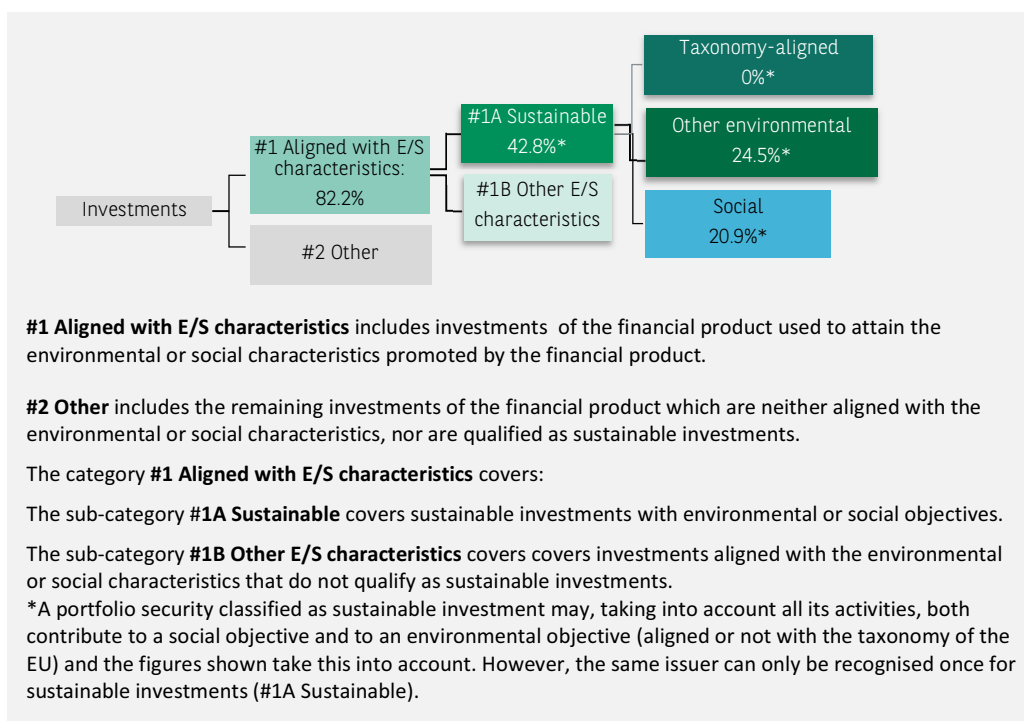 Taxonomy-aligned
0%*
#1A Sustainable
42.8%*
Other environmental
24.5%*
#1 Aligned with E/S
characteristics:
82.2%
#1B Other E/S
characteristics
Investments
Social
20.9%*
#2 Other
#1 Aligned with E/S characteristics includes investments of the financial product used to attain the
environmental or social characteristics promoted by the financial product.
#2 Other includes the remaining investments of the financial product which are neither aligned with the
environmental or social characteristics, nor are qualified as sustainable investments.
The category #1 Aligned with E/S characteristics covers:
The sub-category #1A Sustainable covers sustainable investments with environmental or social objectives.
The sub-category #1B Other E/S characteristics covers covers investments aligned with the environmental
or social characteristics that do not qualify as sustainable investments.
*A portfolio security classified as sustainable investment may, taking into account all its activities, both
contribute to a social objective and to an environmental objective (aligned or not with the taxonomy of the
EU) and the figures shown take this into account. However, the same issuer can only be recognised once for
sustainable investments (#1A Sustainable).